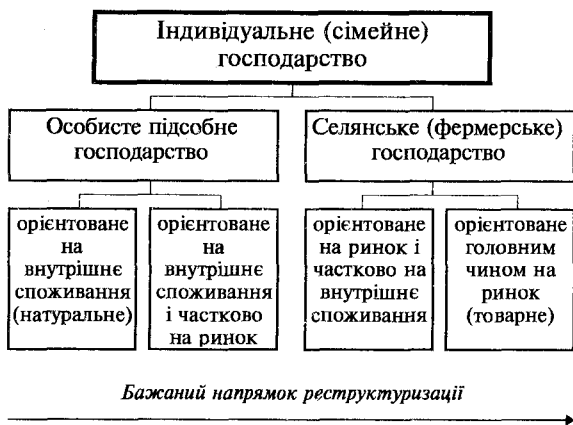 Індивідуальне (сімейне)
господарство
Особисте підсобне
господарство
Селянське (фермерське)
господарство
орієнтоване
на
внутрішнє
споживання
(натуральне)
орієнтоване
на
внутрішнє
споживання
і частково
на ринок
орієнтоване
на ринок і
частково на
внутрішнє
споживання
орієнтоване
головним
чином на
ринок
(товарне)
Бажаний напрямок реструктуризації